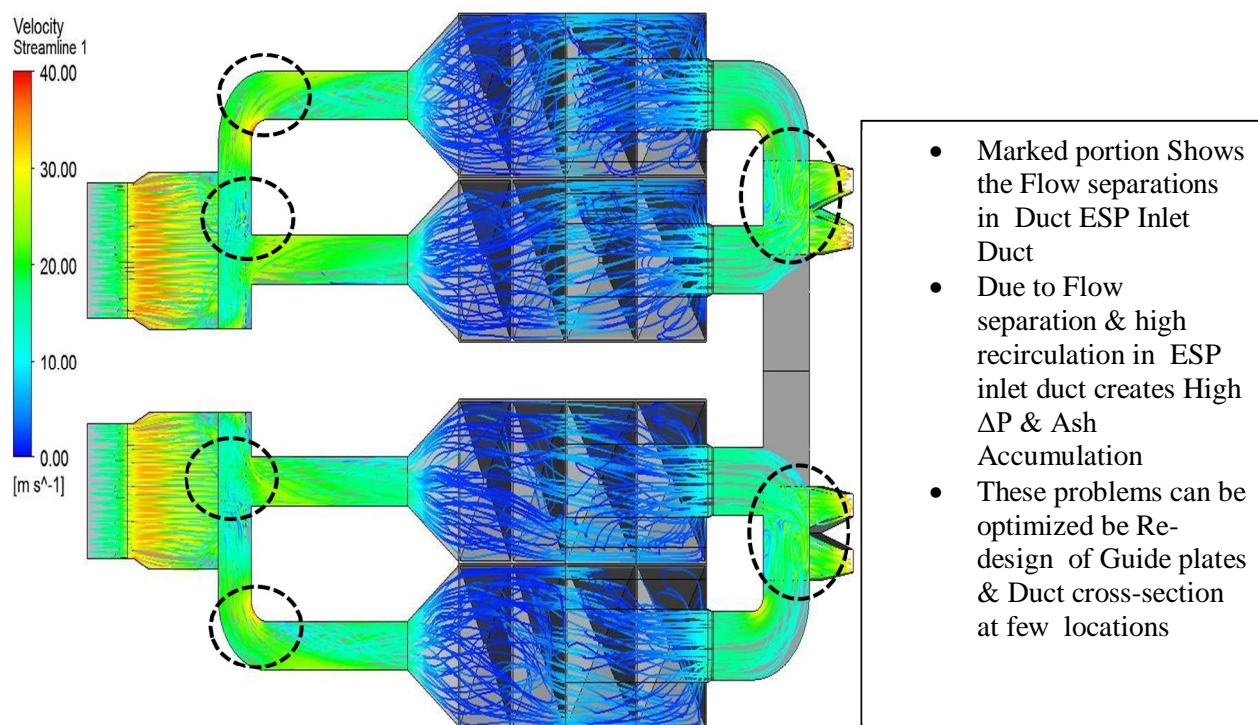 Velocity
Streamline 1
40.00
30.00
20.00
10.00
0.00
[m s^-1]
• Marked portion Shows
the Flow separations
in Duct ESP Inlet
Duct
• Due to Flow
separation & high
recirculation in ESP
inlet duct creates High
ΔP & Ash
Accumulation
• These problems can be
optimized be Re-
design of Guide plates
& Duct cross-section
at few locations